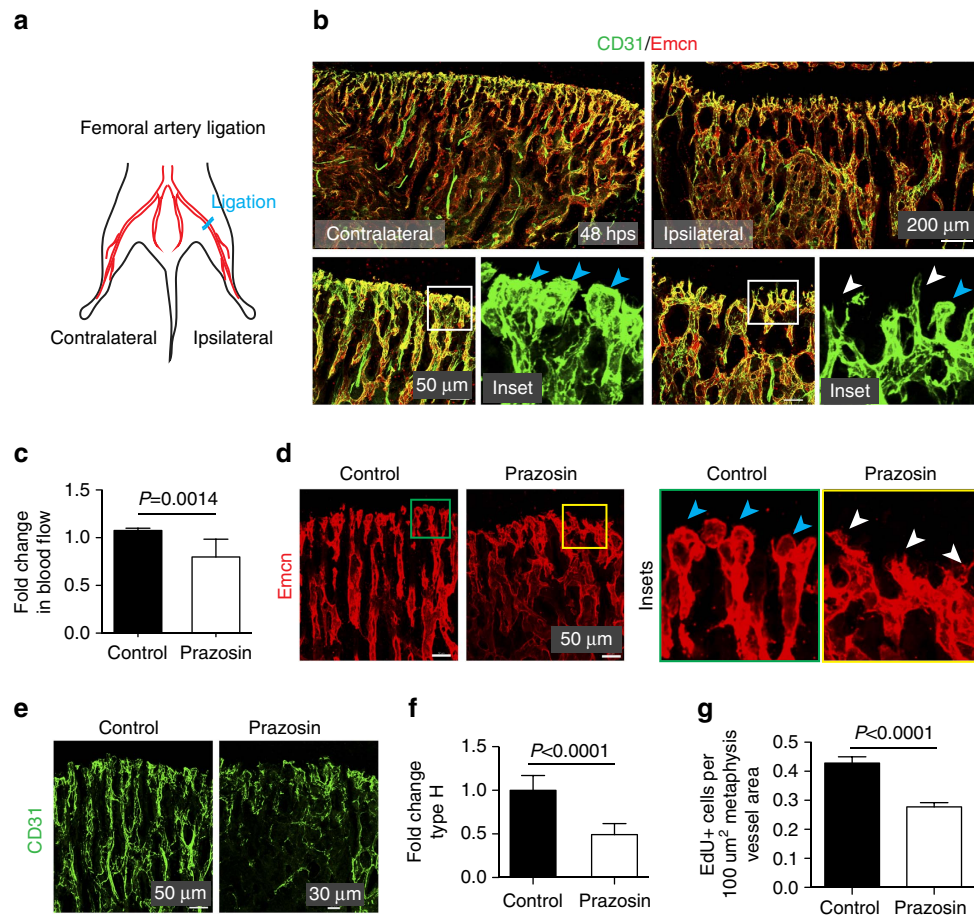 a
Femoral artery ligation
Ligation
Contralateral
Ipsilateral
b
CD31/Emcn
Contralateral
48 hps
Ipsilateral
200 μm
50 μm
Inset
Inset
c
Fold change
in blood flow
1.5
1.0
0.5
0.0
P=0.0014
Control
Prazosin
d
Control
Prazosin
Control
Prazosin
Emcn
50 μm
Insets
e
Control
Prazosin
CD31
50 μm
30 μm
f
Fold change
type H
1.5
1.0
0.5
0.0
P<0.0001
Control
Prazosin
g
EdU+ cells per
100 um² metaphysis
vessel area
0.5
0.4
0.3
0.2
0.1
0.0
P<0.0001
Control
Prazosin